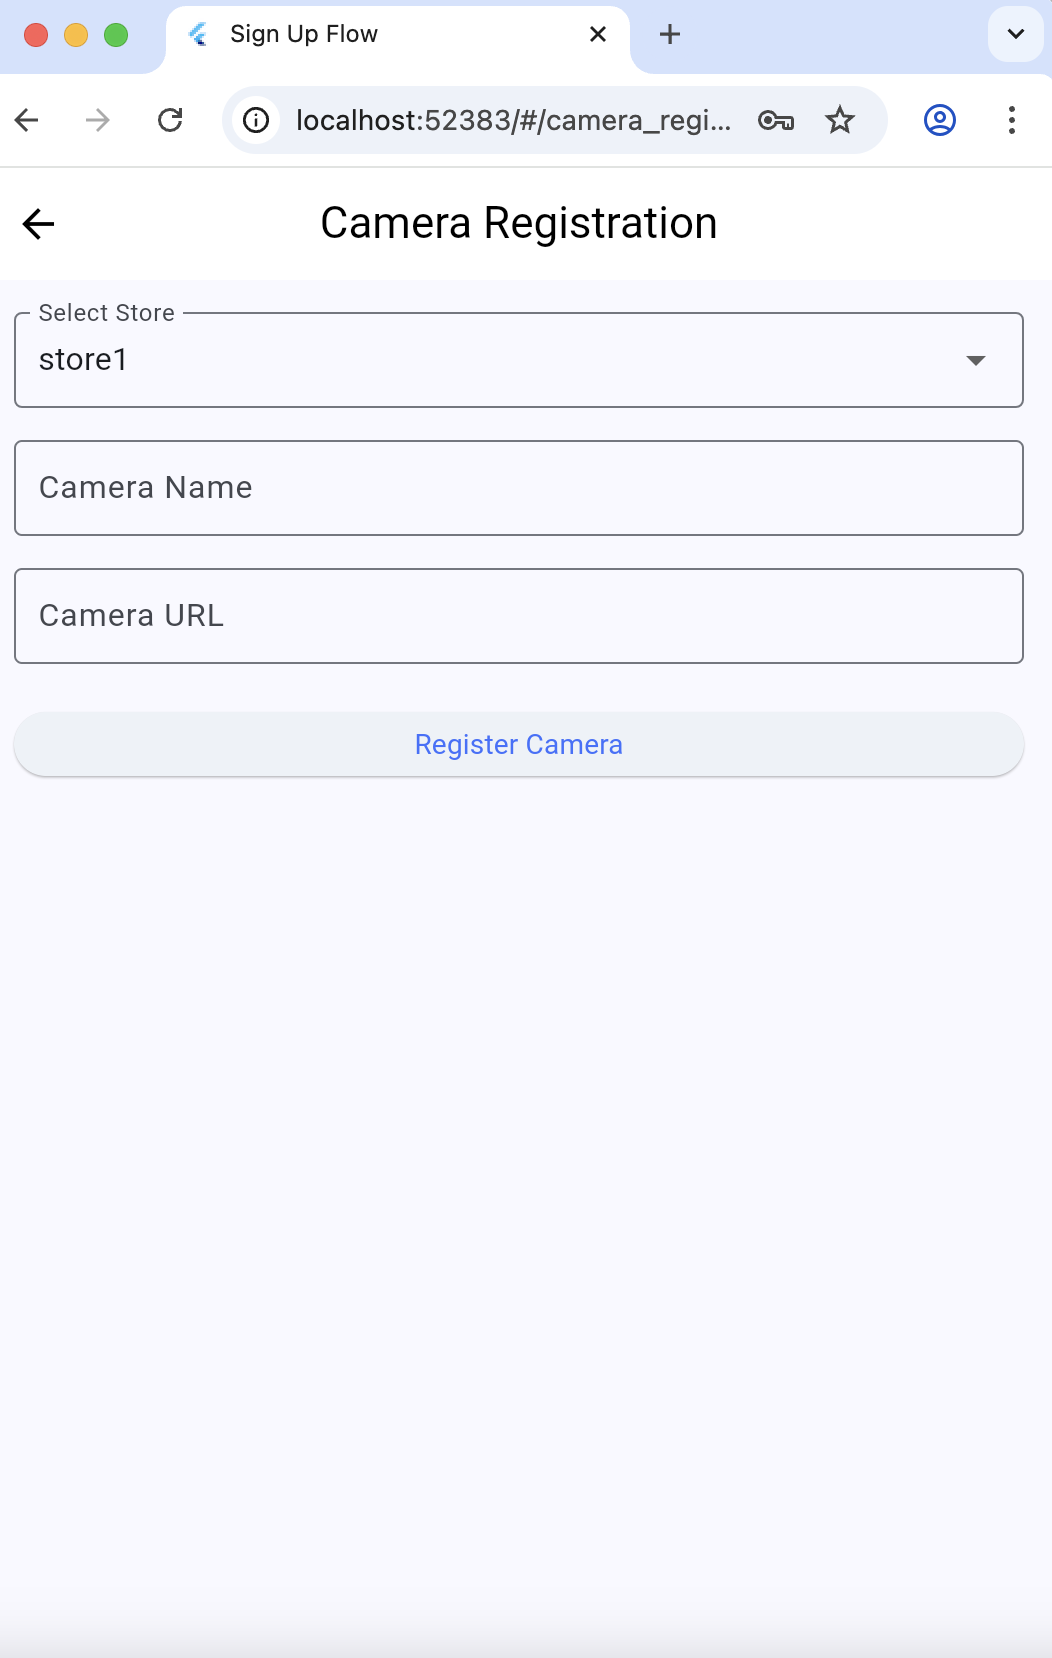 Sign Up Flow
localhost:52383/#/camera_regi...
Camera Registration
Select Store
store1
Camera Name
Camera URL
Register Camera